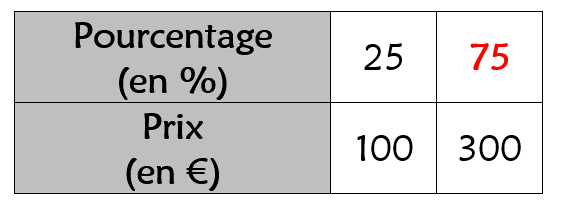 Pourcentage
(en %)
25
75
Prix
(en €)
100
300